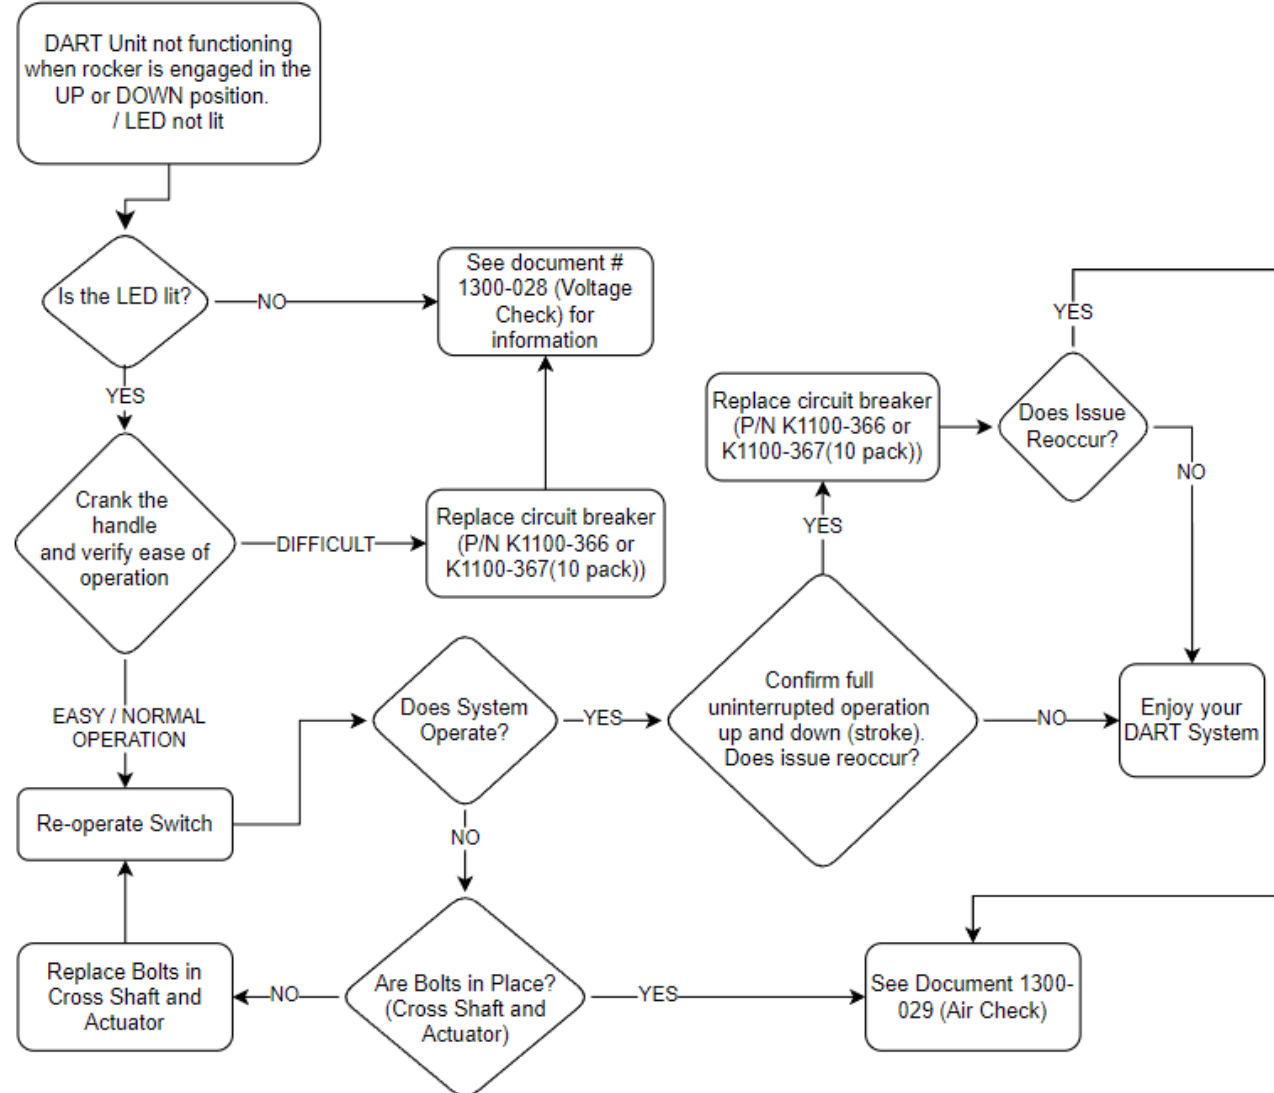 DART Unit not functioning
when rocker is engaged in the
UP or DOWN position.
/ LED not lit
Is the LED lit?
NO
See document #
1300-028 (Voltage
Check) for
information
YES
Crank the
handle
and verify ease of
operation
DIFFICULT
Replace circuit breaker
(P/N K1100-366 or
K1100-367(10 pack))
EASY / NORMAL
OPERATION
Re-operate Switch
Does System
Operate?
YES
Confirm full
uninterrupted operation
up and down (stroke).
Does issue reoccur?
YES
Replace circuit breaker
(P/N K1100-366 or
K1100-367(10 pack))
Does Issue
Reoccur?
YES
NO
NO
Enjoy your
DART System
NO
Are Bolts in Place?
(Cross Shaft and
Actuator)
NO
Replace Bolts in
Cross Shaft and
Actuator
YES
See Document 1300-
029 (Air Check)